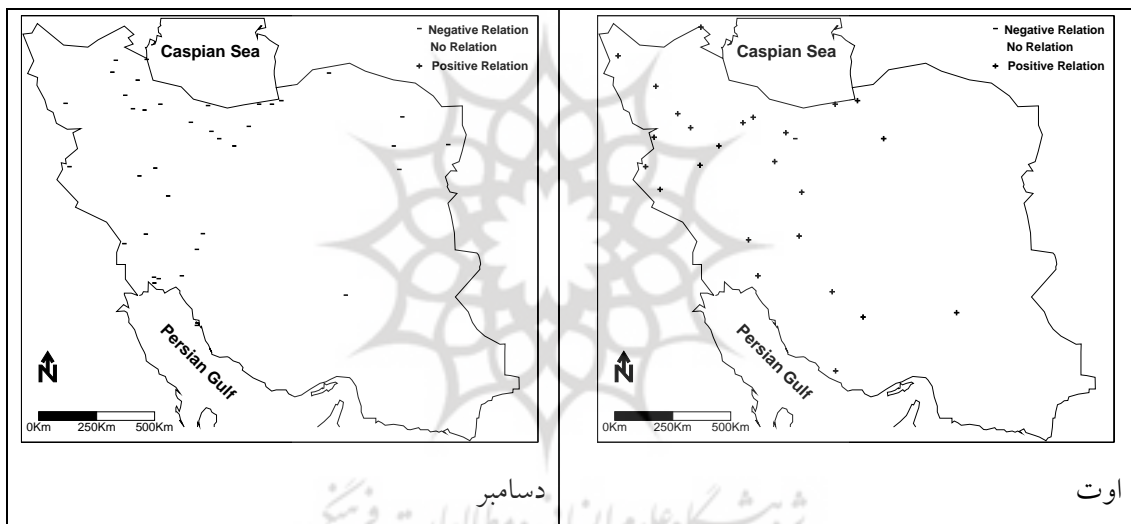 - Negative Relation
No Relation
+ Positive Relation
Caspian Sea
Persian Gulf
N
0Km 250Km 500Km
دسامبر
- Negative Relation
No Relation
+ Positive Relation
Caspian Sea
Persian Gulf
N
0Km 250Km 500Km
اوت